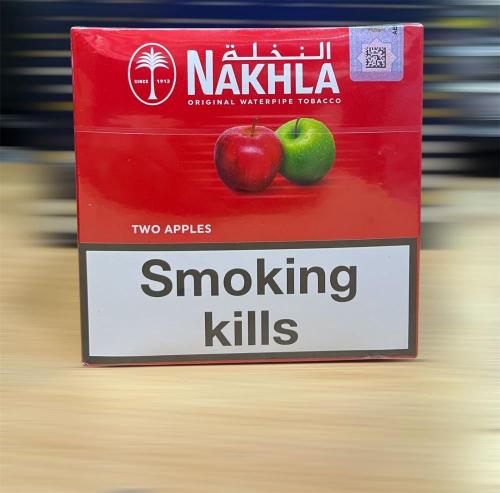 النخلة
NAKHLA
SINCE 1913
ORIGINAL WATERPIPE TOBACCO
TWO APPLES
Smoking
kills